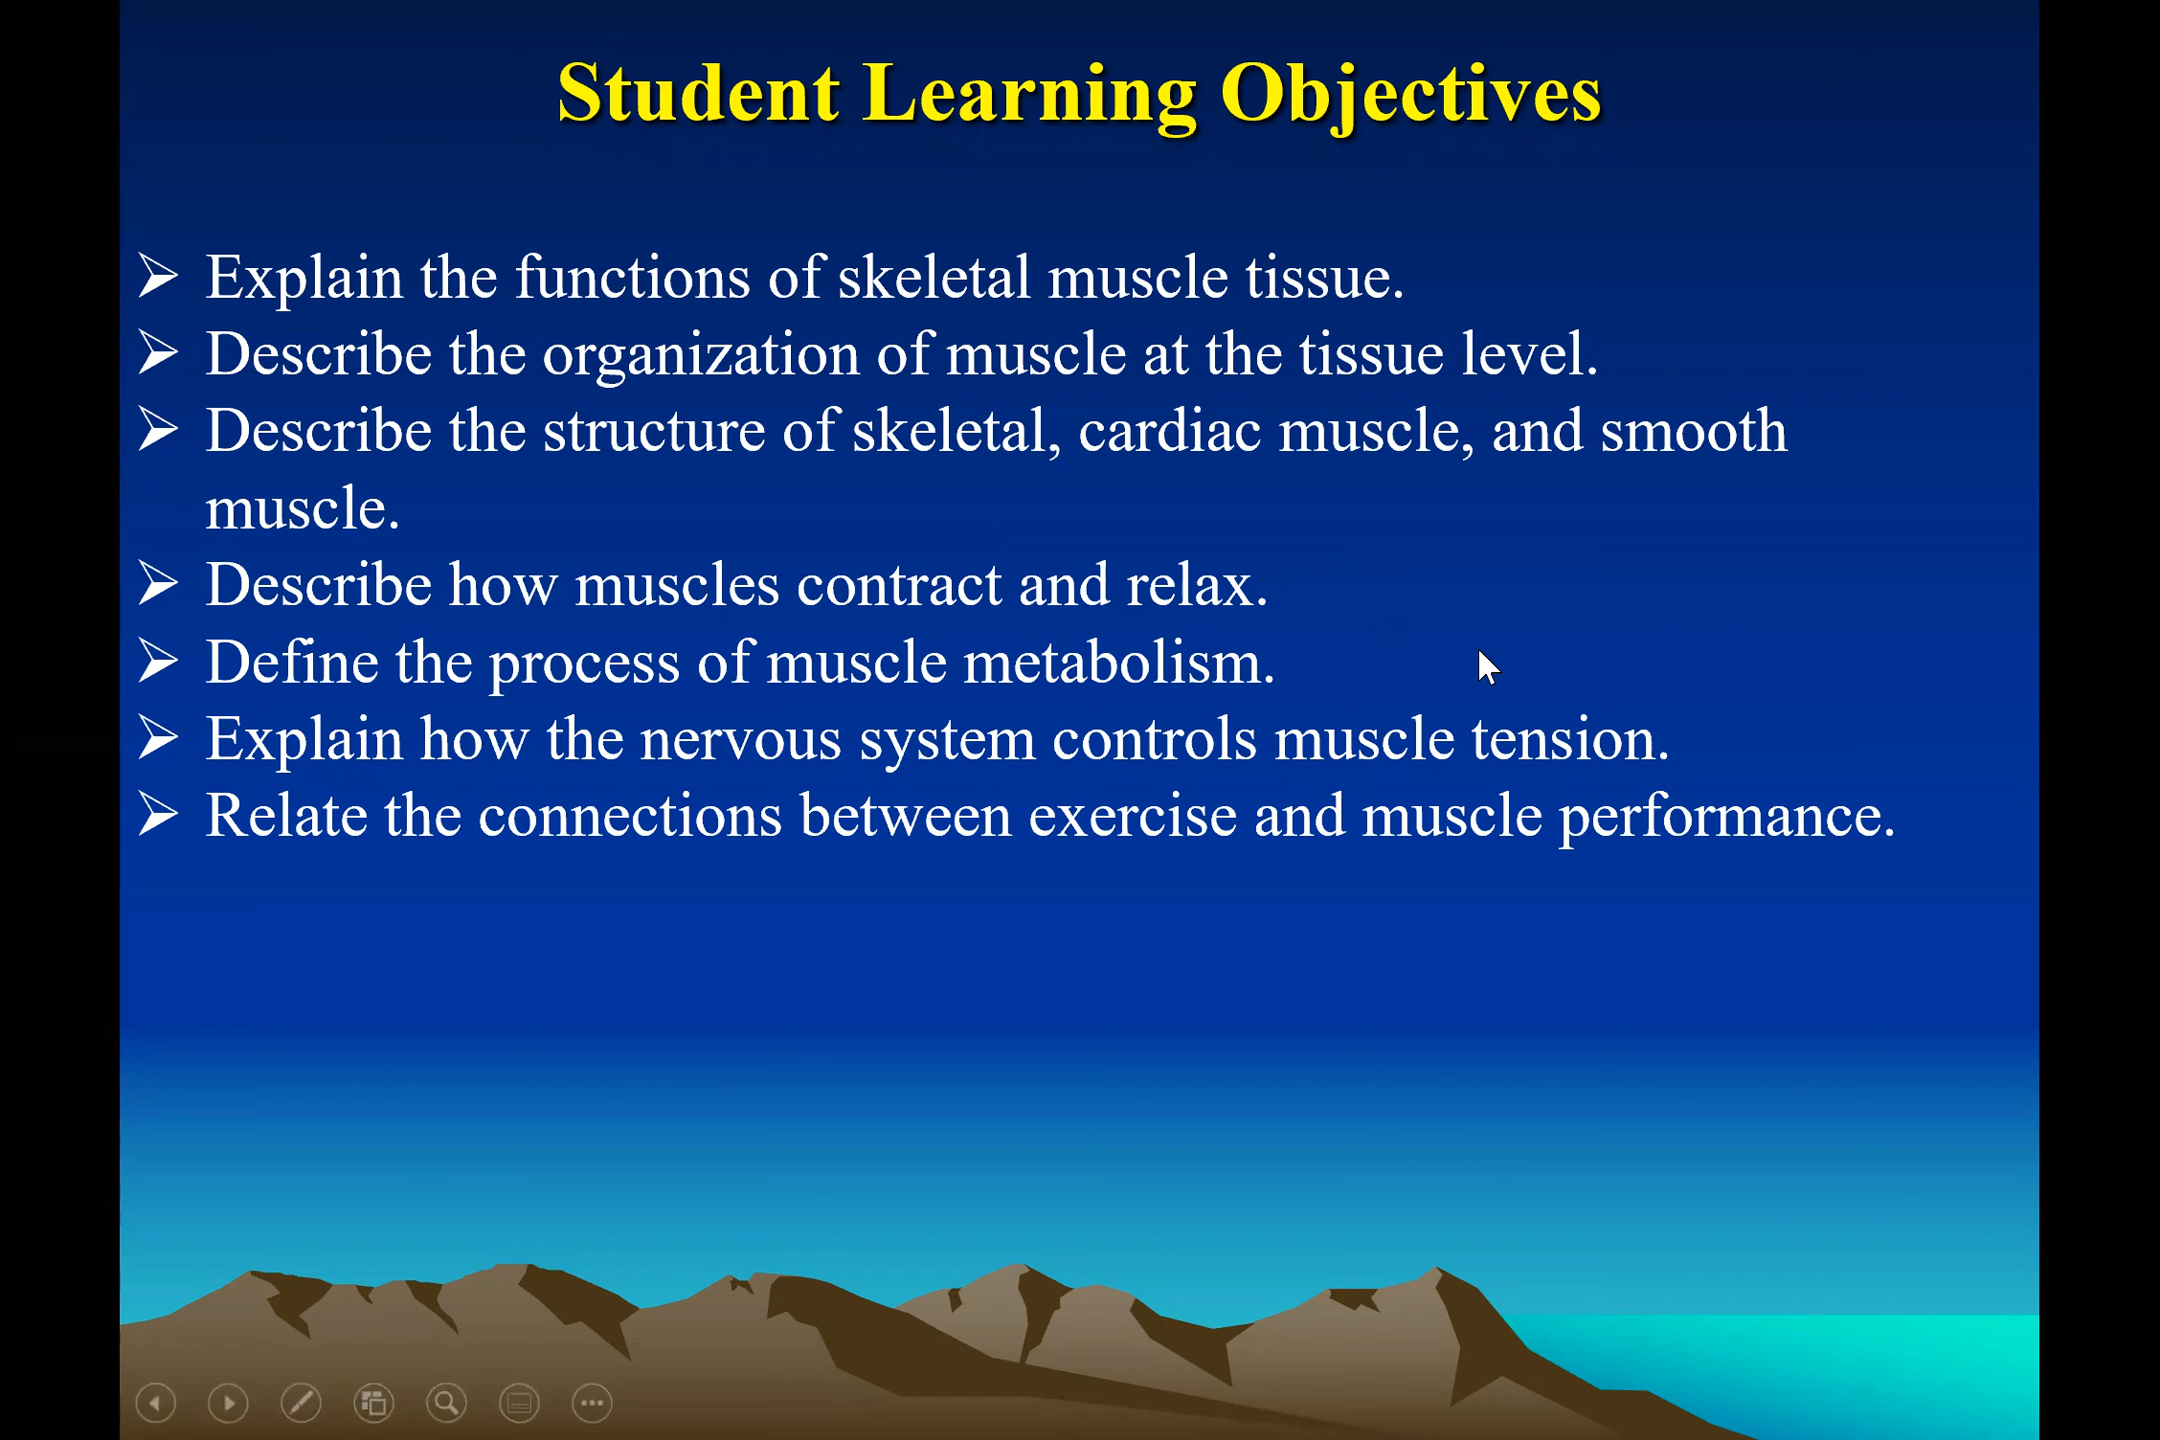 Student Learning Objectives
➢ Explain the functions of skeletal muscle tissue.
➢ Describe the organization of muscle at the tissue level.
➢ Describe the structure of skeletal, cardiac muscle, and smooth
muscle.
➢ Describe how muscles contract and relax.
➢ Define the process of muscle metabolism.
➢ Explain how the nervous system controls muscle tension.
➢ Relate the connections between exercise and muscle performance.